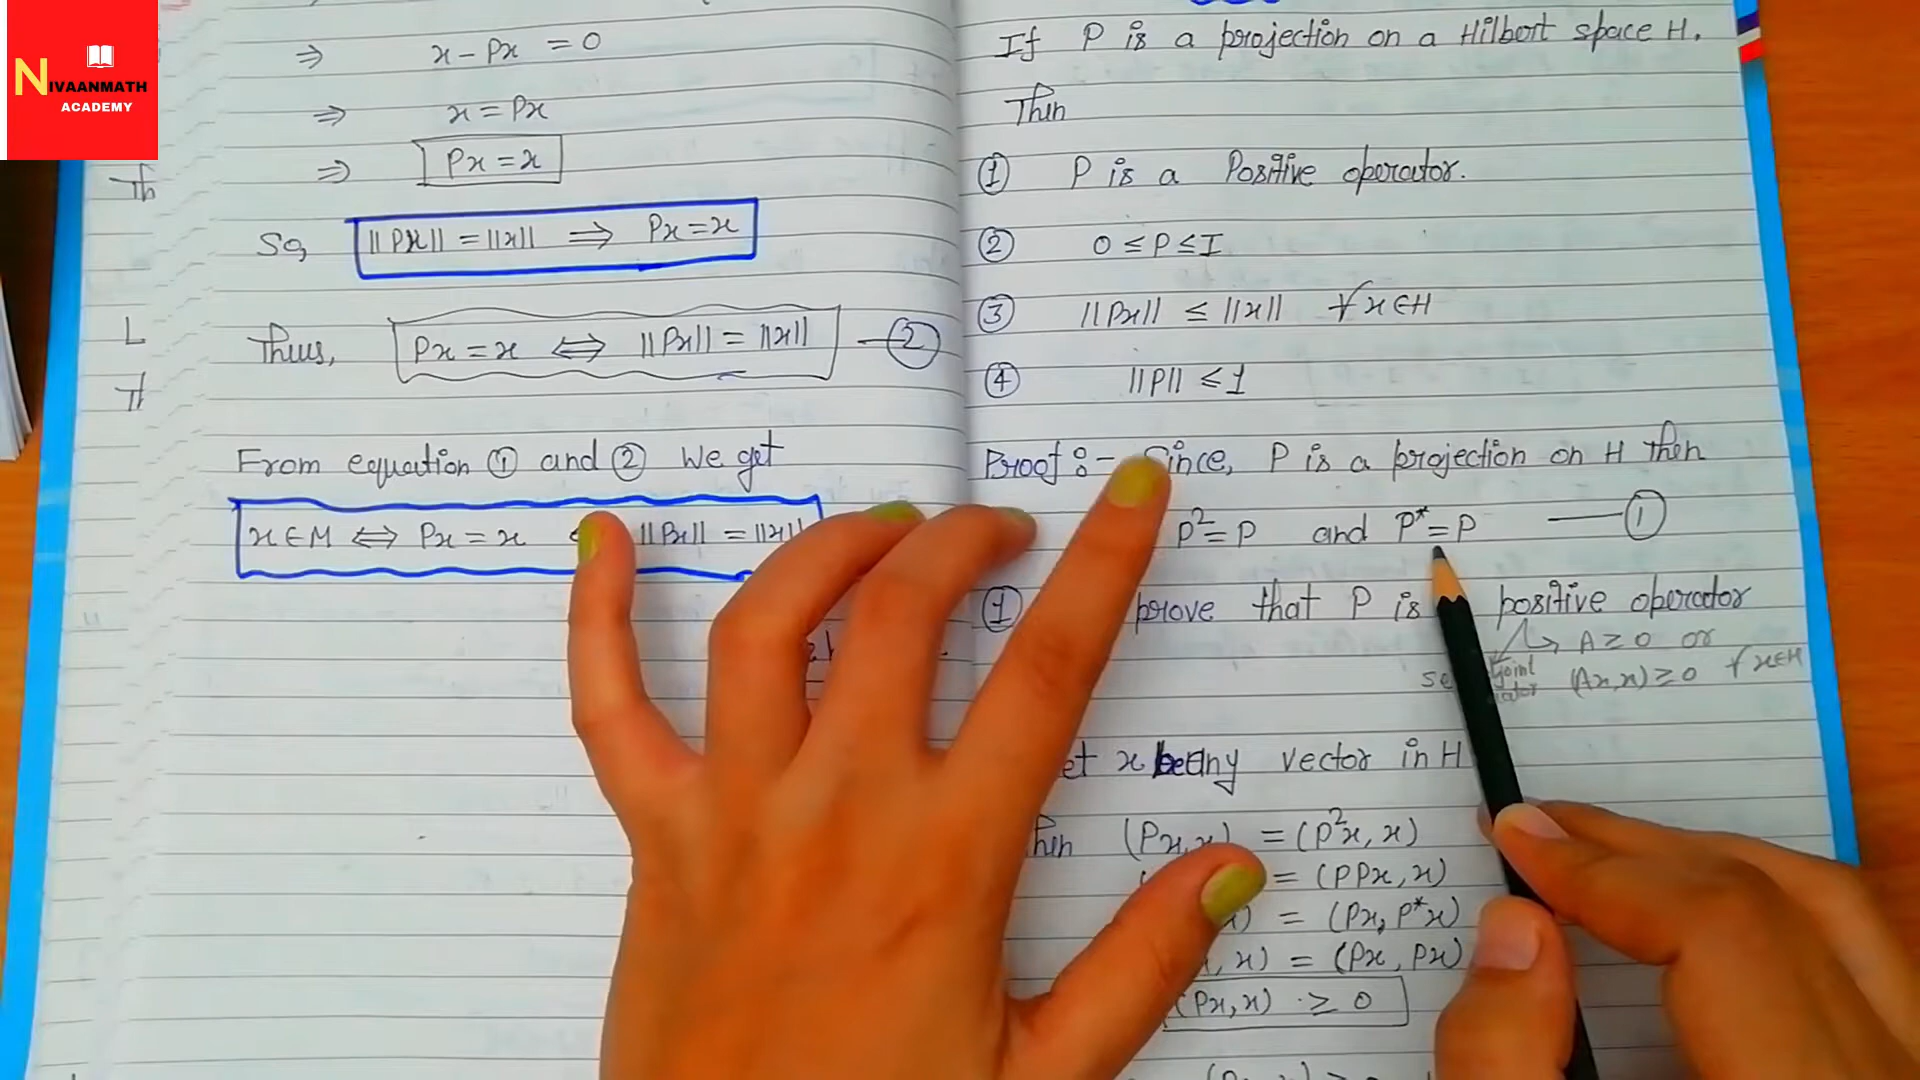 NIVAANMATH
ACADEMY
⇒ x - Px = 0
⇒ x = Px
⇒ Px = x
So, ||Px|| = ||x|| ⇒ Px = x
Thus, Px = x ⇔ ||Px|| = ||x|| — ②
From equation ① and ② we get
x ∈ M ⇔ Px = x ||Px|| = ||x||
If P is a projection on a Hilbert space H.
Then
① P is a Positive operator.
② 0 ≤ P ≤ I
③ ||Px|| ≤ ||x|| ∀ x ∈ H
④ ||P|| ≤ 1
Proof :- Since, P is a projection on H then
P² = P and P* = P — ①
① prove that P is positive operator
A ≥ 0 or
(Ax, x) ≥ 0 ∀ x ∈ H
x be any vector in H
(Px, x) = (P²x, x)
= (PPx, x)
= (Px, P*x)
, x) = (Px, Px)
(Px, x) ≥ 0